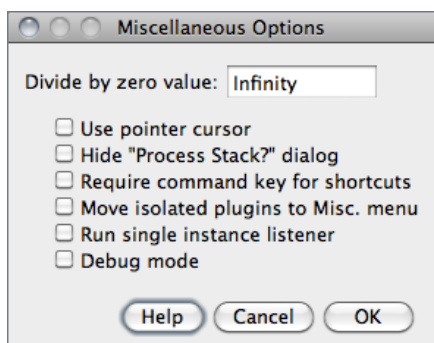 Miscellaneous Options
Divide by zero value: Infinity
Use pointer cursor
Hide "Process Stack?" dialog
Require command key for shortcuts
Move isolated plugins to Misc. menu
Run single instance listener
Debug mode
Help Cancel OK